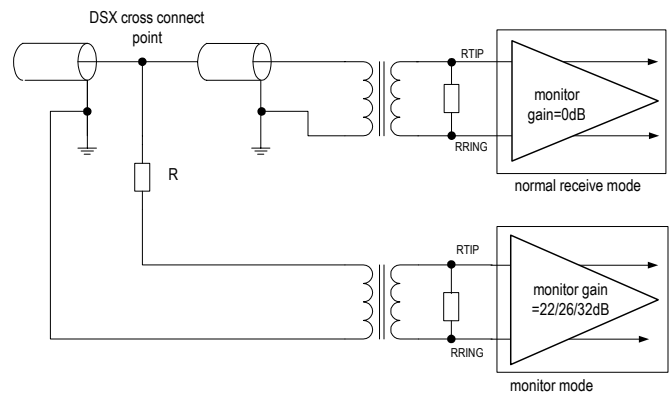 DSX cross connect
point
RTIP
monitor
gain=0dB
RRING
normal receive mode
R
RTIP
monitor gain
=22/26/32dB
RRING
monitor mode